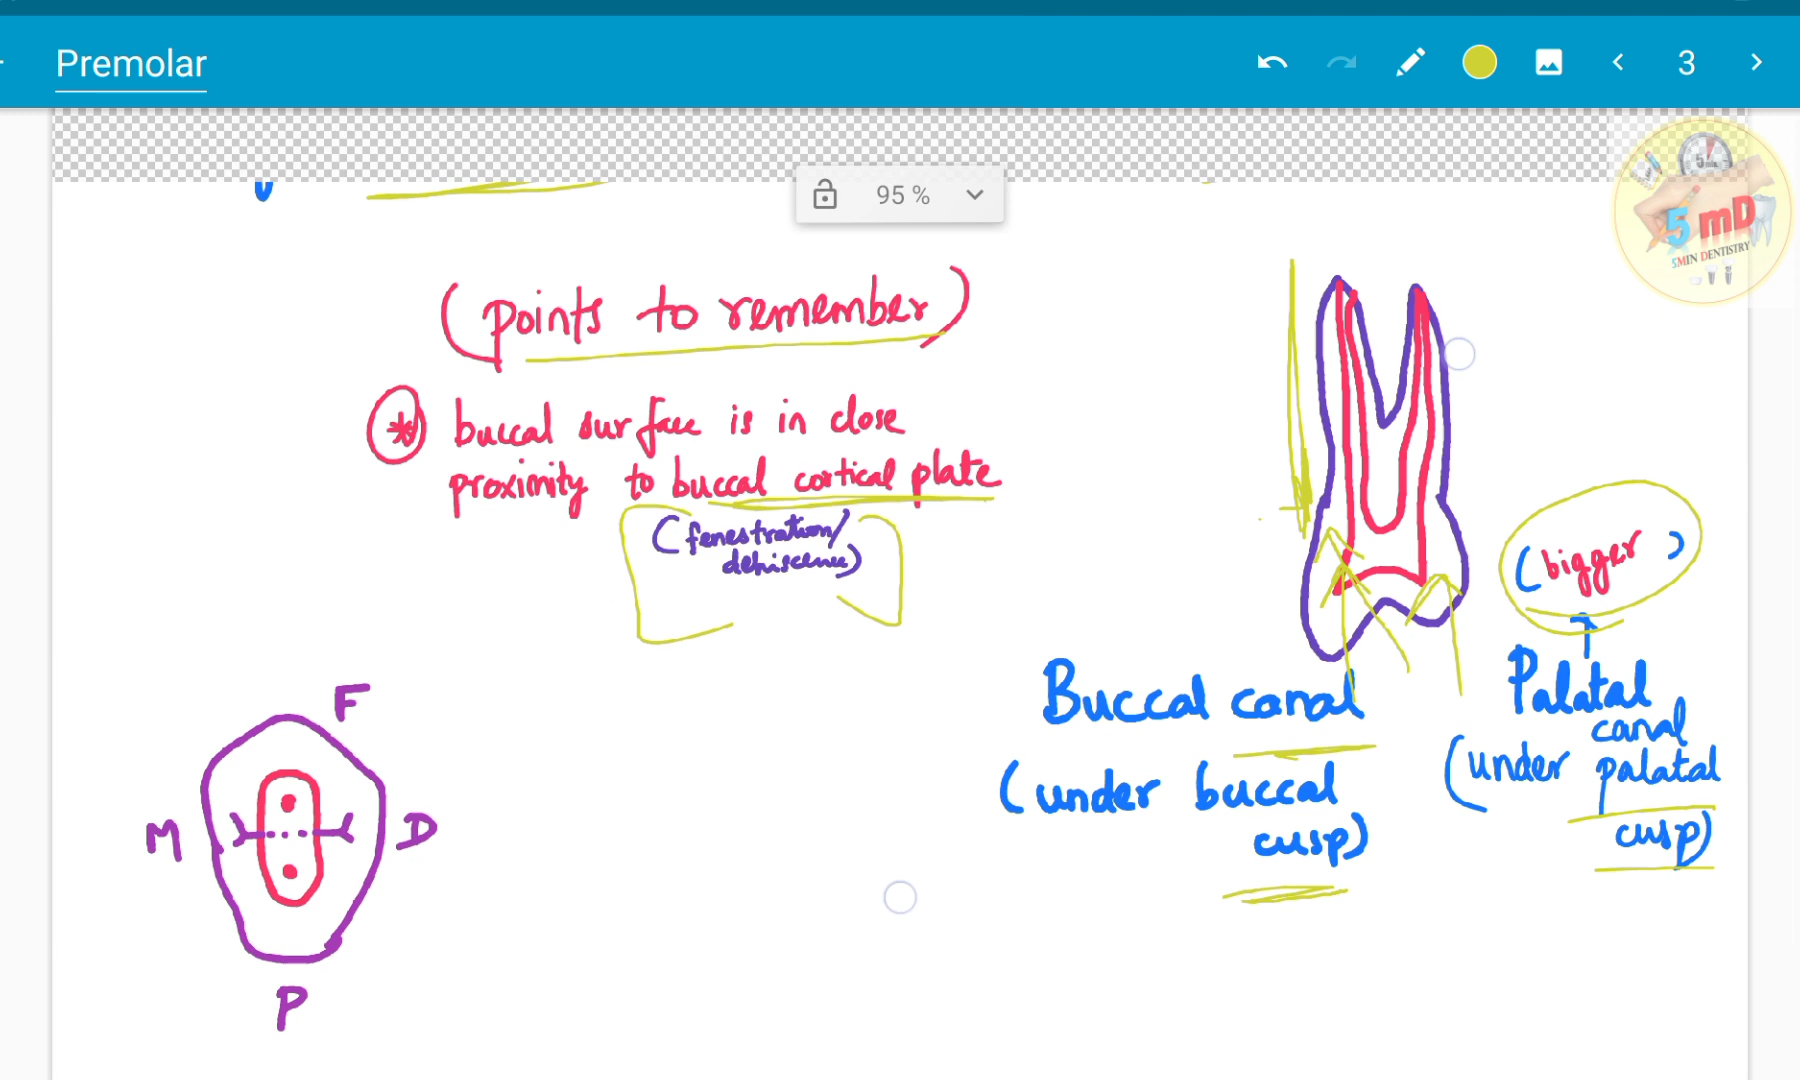 Premolar
3
95 %
5 mD
5MIN DENTISTRY
(points to remember)
* buccal surface is in close
proximity to buccal cortical plate
(fenestration/
dehiscence)
(bigger)
Buccal canal
(under buccal
cusp)
Palatal
canal
(under palatal
cusp)
F
M
D
P